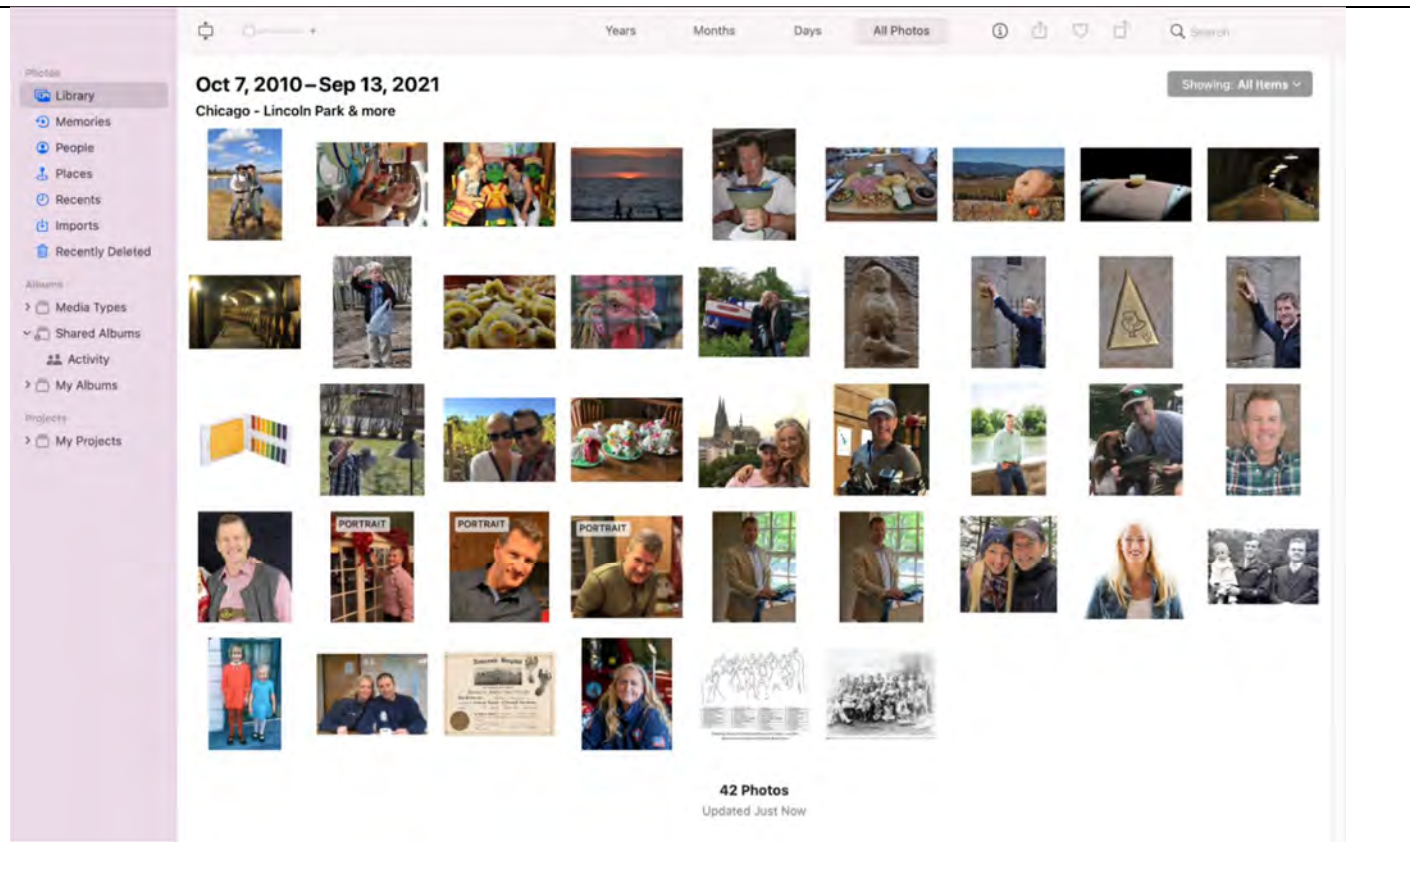 Years Months Days All Photos Search
Photos
Library
Memories
People
Places
Recents
Imports
Recently Deleted
Albums
Media Types
Shared Albums
Activity
My Albums
Projects
My Projects
Oct 7, 2010–Sep 13, 2021
Showing: All Items
Chicago - Lincoln Park & more
PORTRAIT PORTRAIT PORTRAIT
42 Photos
Updated Just Now